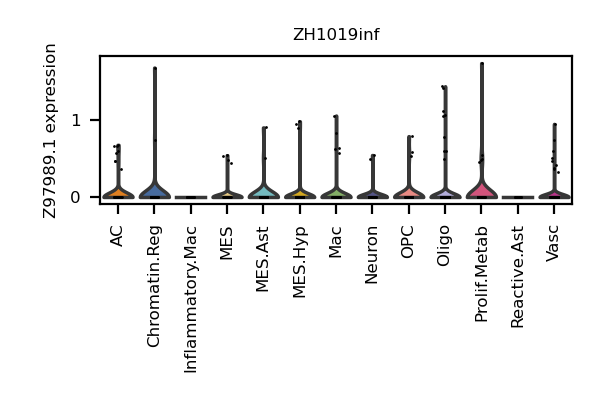 ZH1019inf
Z97989.1 expression
1
0
AC
Chromatin.Reg
Inflammatory.Mac
MES
MES.Ast
MES.Hyp
Mac
Neuron
OPC
Oligo
Prolif.Metab
Reactive.Ast
Vasc